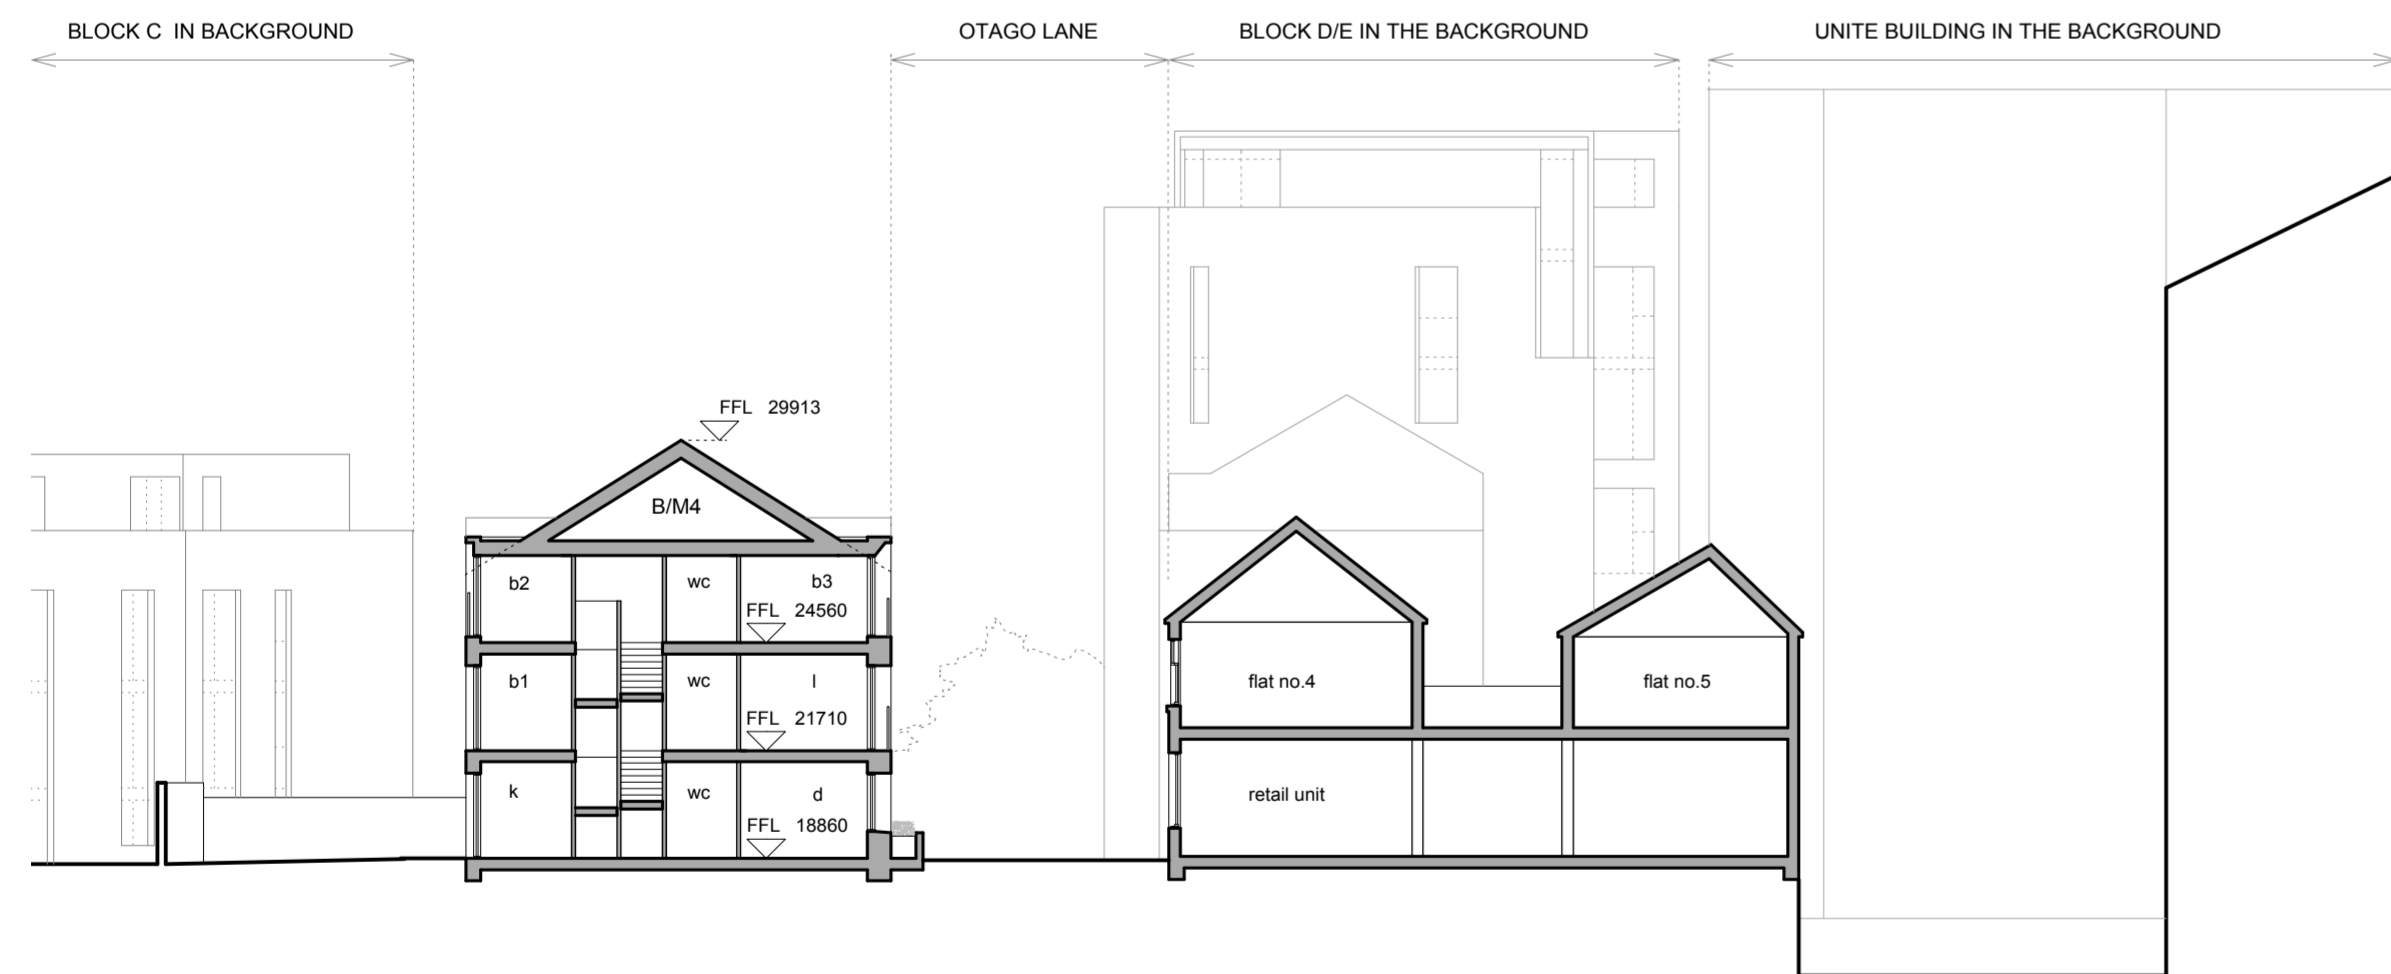 BLOCK C  IN BACKGROUND
OTAGO LANE
BLOCK D/E IN THE BACKGROUND
UNITE BUILDING IN THE BACKGROUND
FFL 29913
B/M4
b2
wc
b3
FFL 24560
b1
wc
l
FFL 21710
flat no.4
flat no.5
k
wc
d
FFL 18860
retail unit